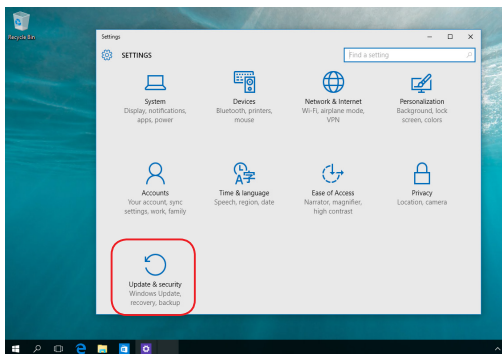 Recycle Bin
Settings
SETTINGS
Find a setting
System
Display, notifications,
apps, power
Devices
Bluetooth, printers,
mouse
Network & Internet
Wi-Fi, airplane mode,
VPN
Personalization
Background, lock
screen, colors
Accounts
Your account, sync
settings, work, family
Time & language
Speech, region, date
Ease of Access
Narrator, magnifier,
high contrast
Privacy
Location, camera
Update & security
Windows Update,
recovery, backup